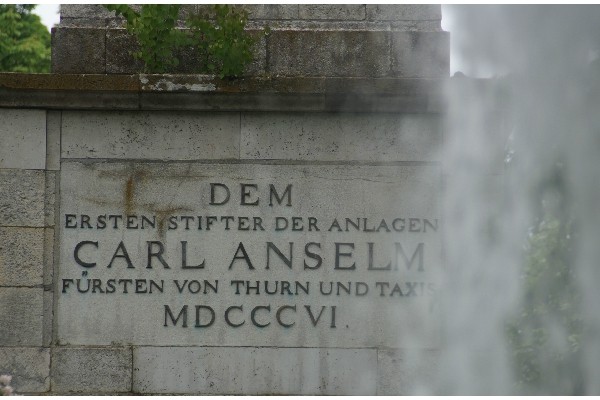 DEM
ERSTEN STIFTER DER ANLAGEN
CARL ANSELM
FÜRSTEN VON THURN UND TAXIS
MDCCCVI.